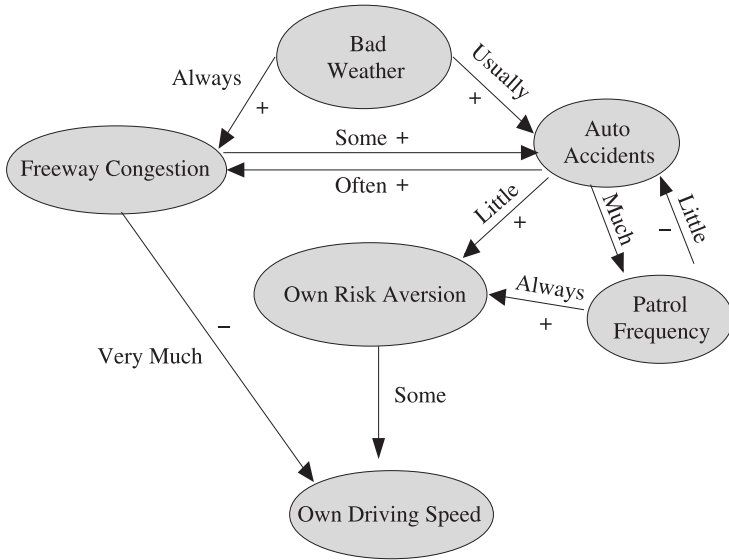 Bad
Weather
Always
+
Usually
+
Auto
Accidents
Some +
Freeway Congestion
Often +
Little
+
Much
Little
−
Own Risk Aversion
Always
+
Patrol
Frequency
−
Very Much
Some
Own Driving Speed